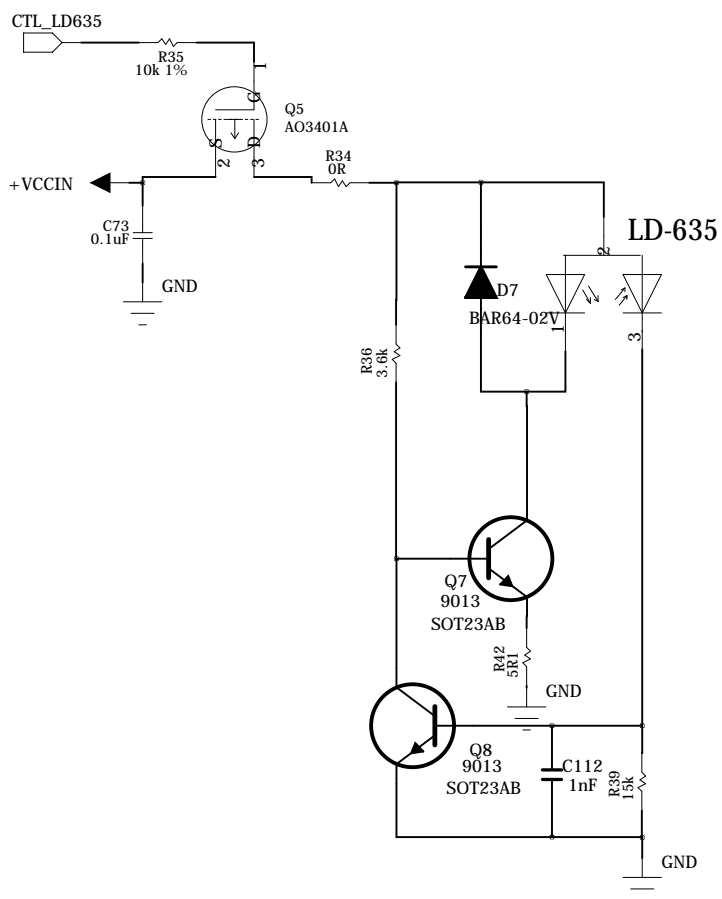 CTL_LD635
R35
10k 1%
1
G
Q5
AO3401A
S
D
2
3
R34
0R
+VCCIN
C73
0.1uF
GND
LD-635
2
D7
BAR64-02V
1
3
R36
3.6k
Q7
9013
SOT23AB
R42
5R1
GND
Q8
9013
SOT23AB
C112
1nF
R39
15k
GND